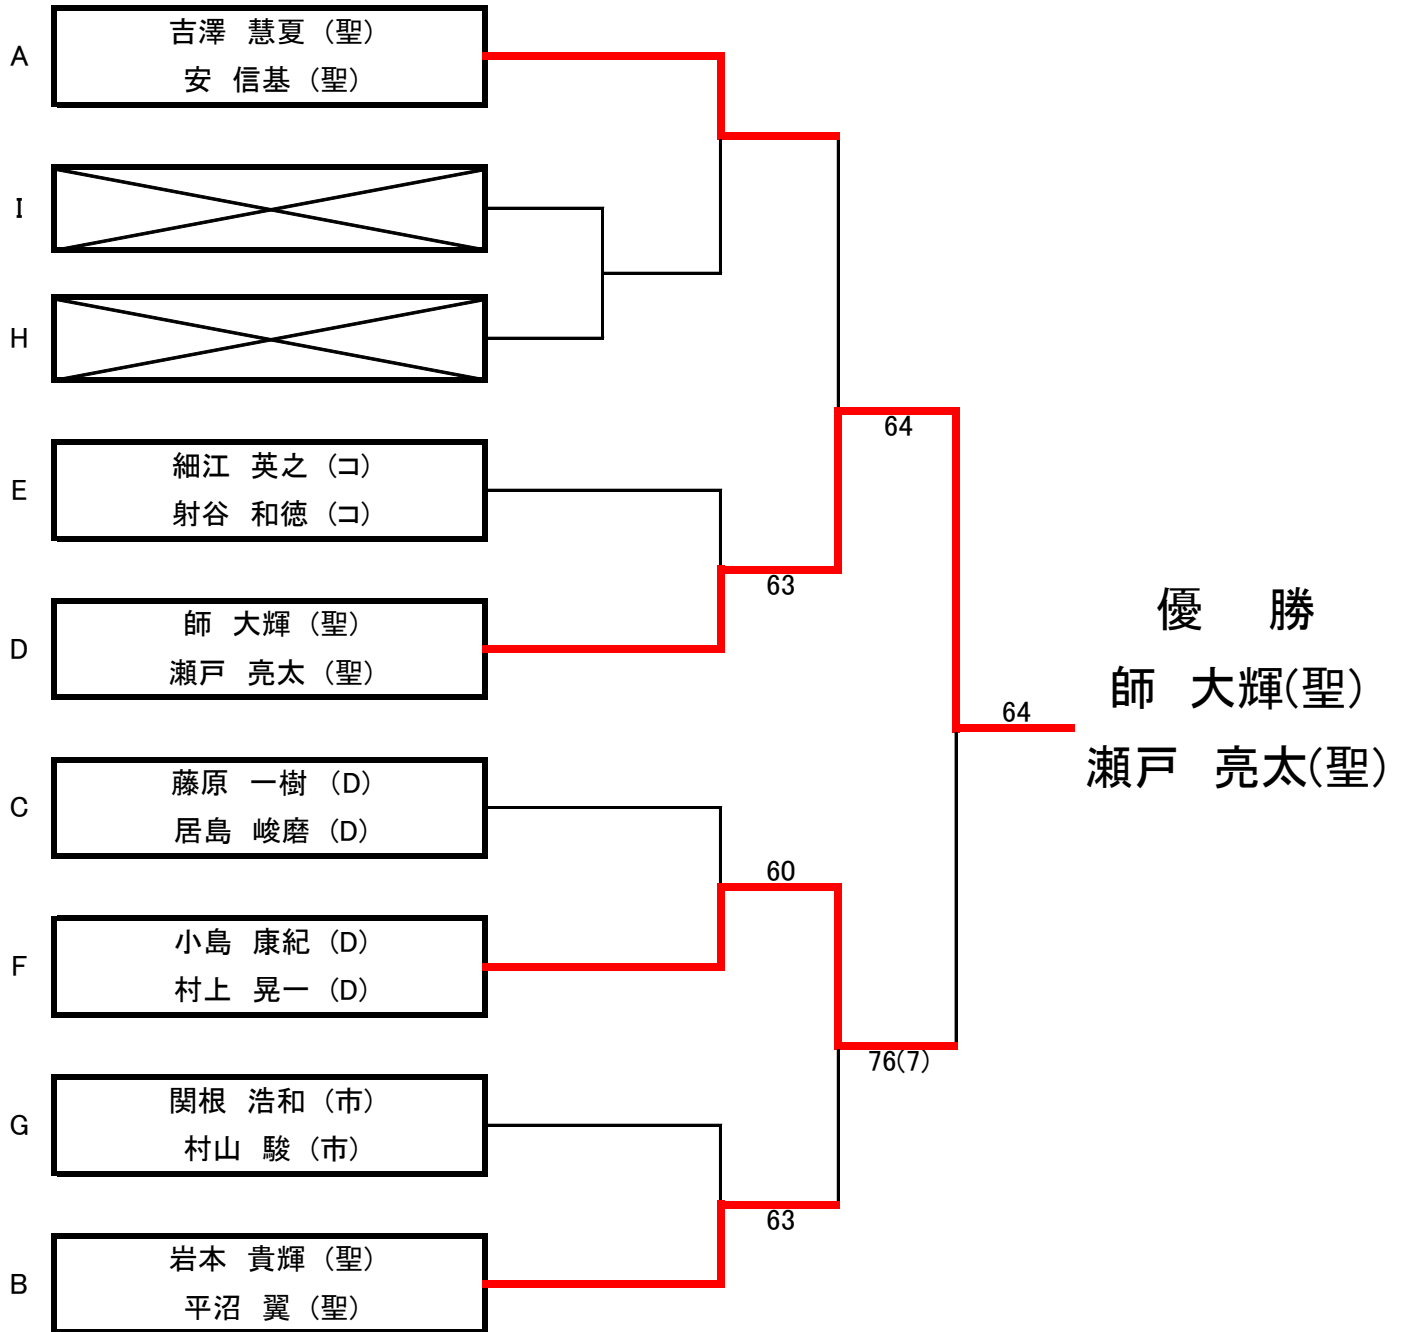 A
吉澤　慧夏（聖）
安　信基（聖）
I
H
E
細江　英之（コ）
射谷　和徳（コ）
D
師　大輝（聖）
瀬戸　亮太（聖）
C
藤原　一樹（D）
居島　峻磨（D）
F
小島　康紀（D）
村上　晃一（D）
G
関根　浩和（市）
村山　駿（市）
B
岩本　貴輝（聖）
平沼　翼（聖）
63
60
63
64
76(7)
64
優　勝
師　大輝(聖)
瀬戸　亮太(聖)